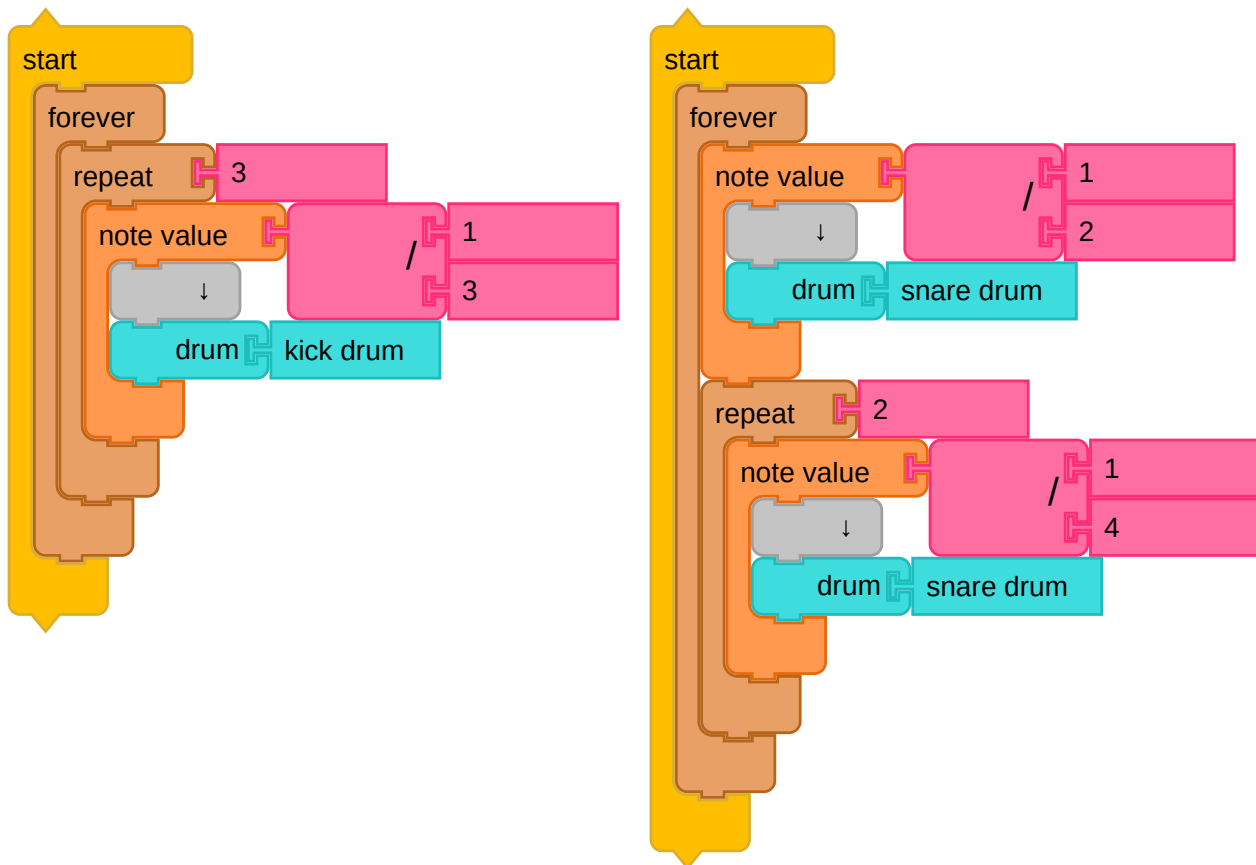 start
forever
repeat 3
note value / 1
3
↓
drum kick drum
start
forever
note value / 1
2
↓
drum snare drum
repeat 2
note value / 1
4
↓
drum snare drum